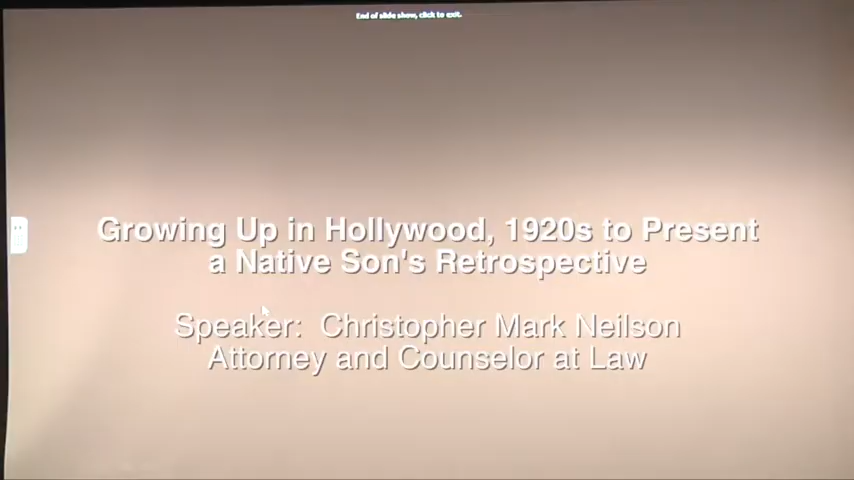 End of slide show, click to exit.
Growing Up in Hollywood, 1920s to Present
a Native Son's Retrospective
Speaker: Christopher Mark Neilson
Attorney and Counselor at Law